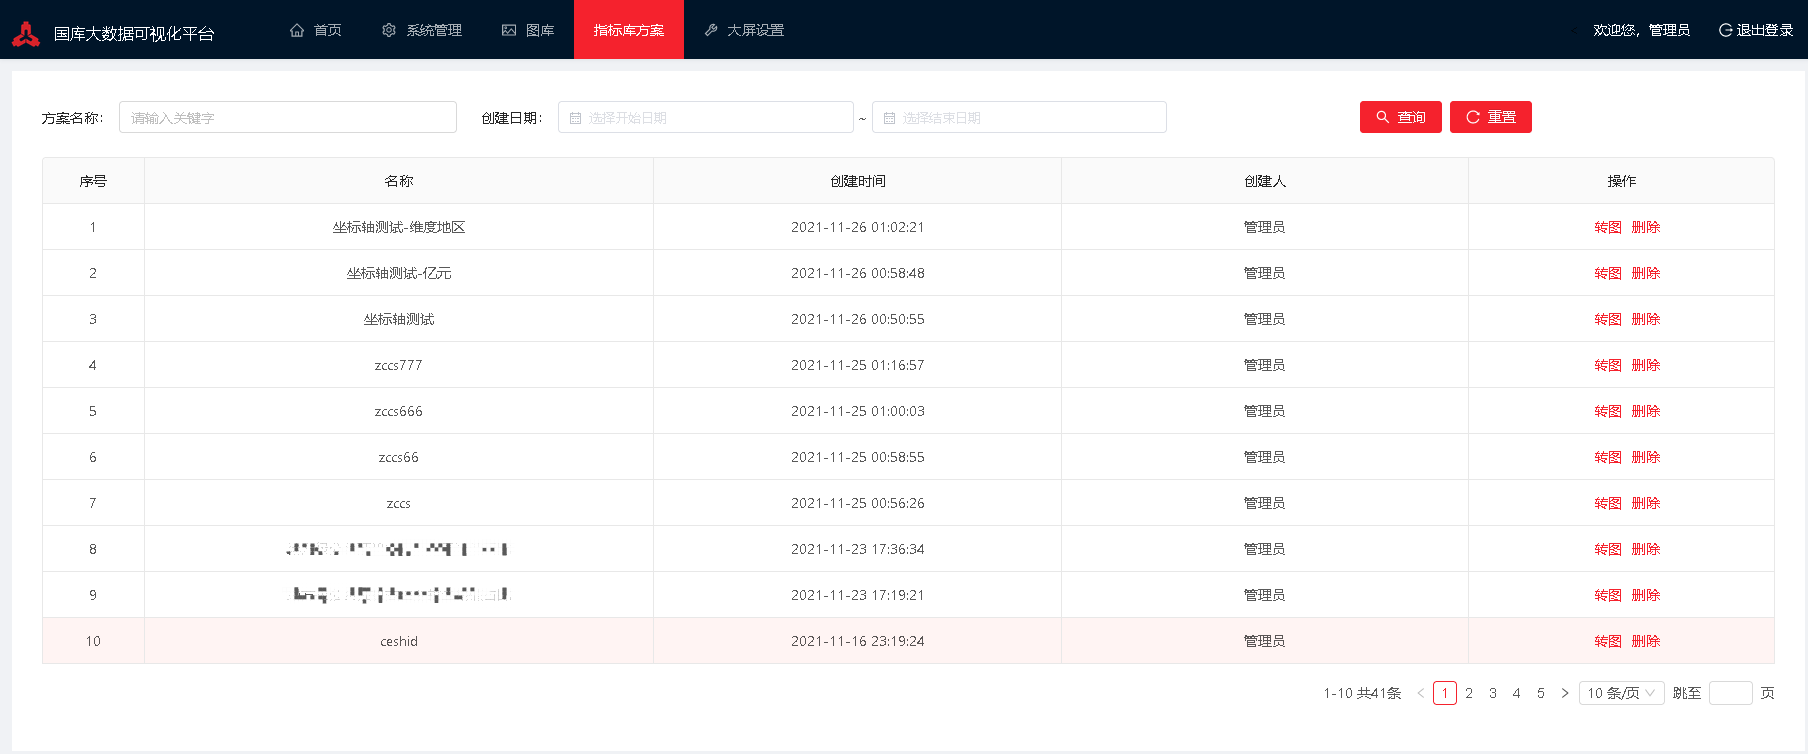 国库大数据可视化平台 首页 系统管理 图库 指标库方案 大屏设置 欢迎您，管理员 退出登录
方案名称： 请输入关键字 创建日期： 选择开始日期 ~ 选择结束日期 查询 重置
序号 名称 创建时间 创建人 操作
1 坐标轴测试-维度地区 2021-11-26 01:02:21 管理员 转图 删除
2 坐标轴测试-亿元 2021-11-26 00:58:48 管理员 转图 删除
3 坐标轴测试 2021-11-26 00:50:55 管理员 转图 删除
4 zccs777 2021-11-25 01:16:57 管理员 转图 删除
5 zccs666 2021-11-25 01:00:03 管理员 转图 删除
6 zccs66 2021-11-25 00:58:55 管理员 转图 删除
7 zccs 2021-11-25 00:56:26 管理员 转图 删除
8 2021-11-23 17:36:34 管理员 转图 删除
9 2021-11-23 17:19:21 管理员 转图 删除
10 ceshid 2021-11-16 23:19:24 管理员 转图 删除
1-10 共41条 < 1 2 3 4 5 > 10 条/页 跳至 页